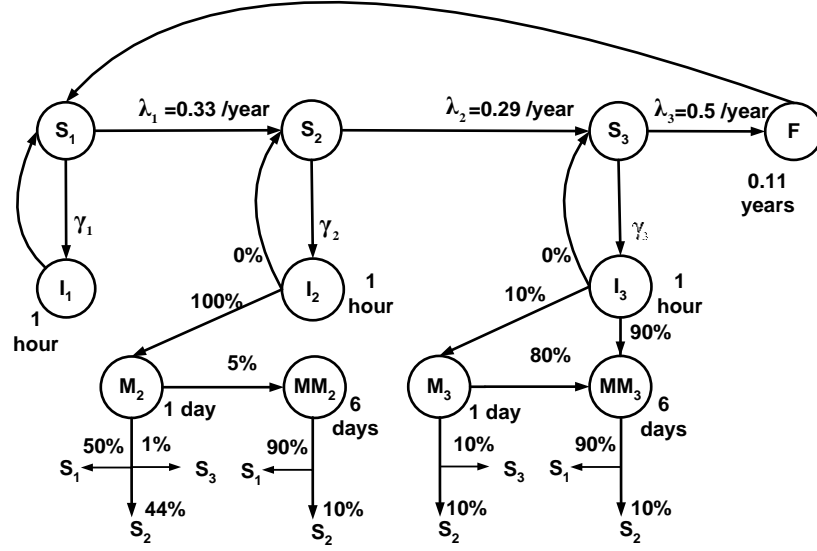 λ₁=0.33 /year
λ₂=0.29 /year
λ₃=0.5 /year
S₁
S₂
S₃
F
0.11
years
γ₁
γ₂
γ₃
0%
0%
I₁
I₂
I₃
1
hour
1
hour
1
hour
100%
10%
90%
M₂
5%
MM₂
M₃
80%
MM₃
1 day
6
days
1 day
6
days
50%
1%
90%
10%
90%
S₁
S₃
S₁
S₃
S₁
44%
10%
10%
10%
S₂
S₂
S₂
S₂